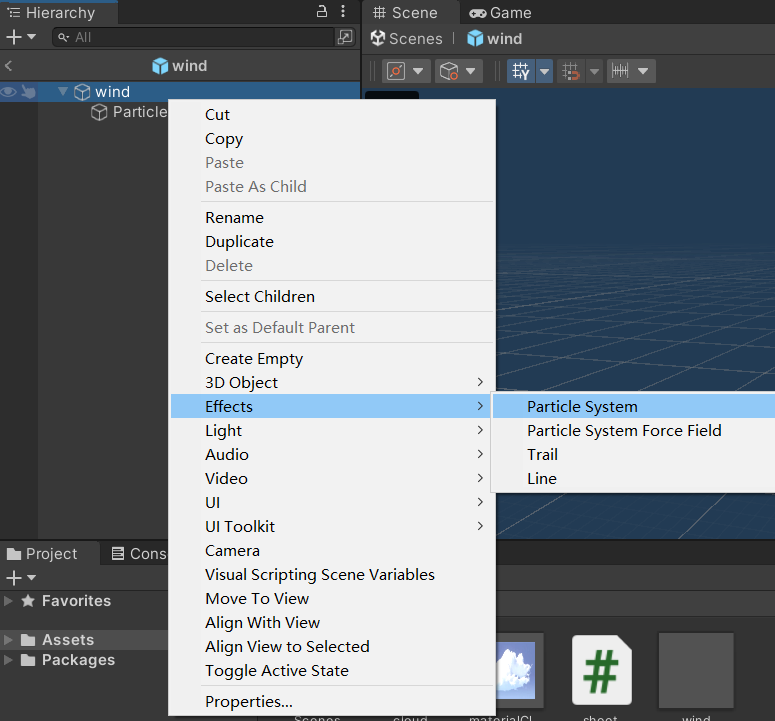 Hierarchy
Scene
Game
All
Scenes
wind
wind
wind
Particle
Cut
Copy
Paste
Paste As Child
Rename
Duplicate
Delete
Select Children
Set as Default Parent
Create Empty
3D Object
Effects
Light
Audio
Video
UI
UI Toolkit
Camera
Visual Scripting Scene Variables
Move To View
Align With View
Align View to Selected
Toggle Active State
Properties...
Particle System
Particle System Force Field
Trail
Line
Project
Cons
Favorites
Assets
Packages
Scenes
cloud
materialCl
shoot
wind